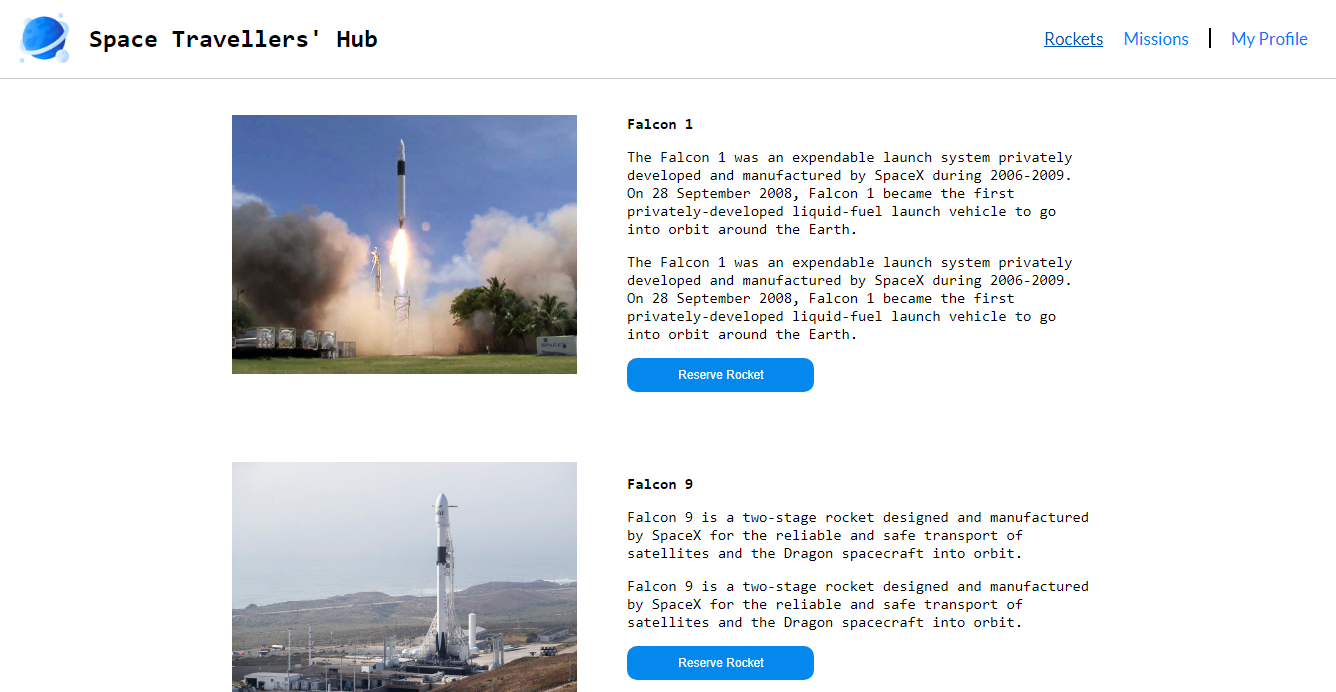 Space Travellers' Hub
Rockets
Missions
My Profile
Falcon 1
The Falcon 1 was an expendable launch system privately
developed and manufactured by SpaceX during 2006-2009.
On 28 September 2008, Falcon 1 became the first
privately-developed liquid-fuel launch vehicle to go
into orbit around the Earth.
The Falcon 1 was an expendable launch system privately
developed and manufactured by SpaceX during 2006-2009.
On 28 September 2008, Falcon 1 became the first
privately-developed liquid-fuel launch vehicle to go
into orbit around the Earth.
Reserve Rocket
Falcon 9
Falcon 9 is a two-stage rocket designed and manufactured
by SpaceX for the reliable and safe transport of
satellites and the Dragon spacecraft into orbit.
Falcon 9 is a two-stage rocket designed and manufactured
by SpaceX for the reliable and safe transport of
satellites and the Dragon spacecraft into orbit.
Reserve Rocket